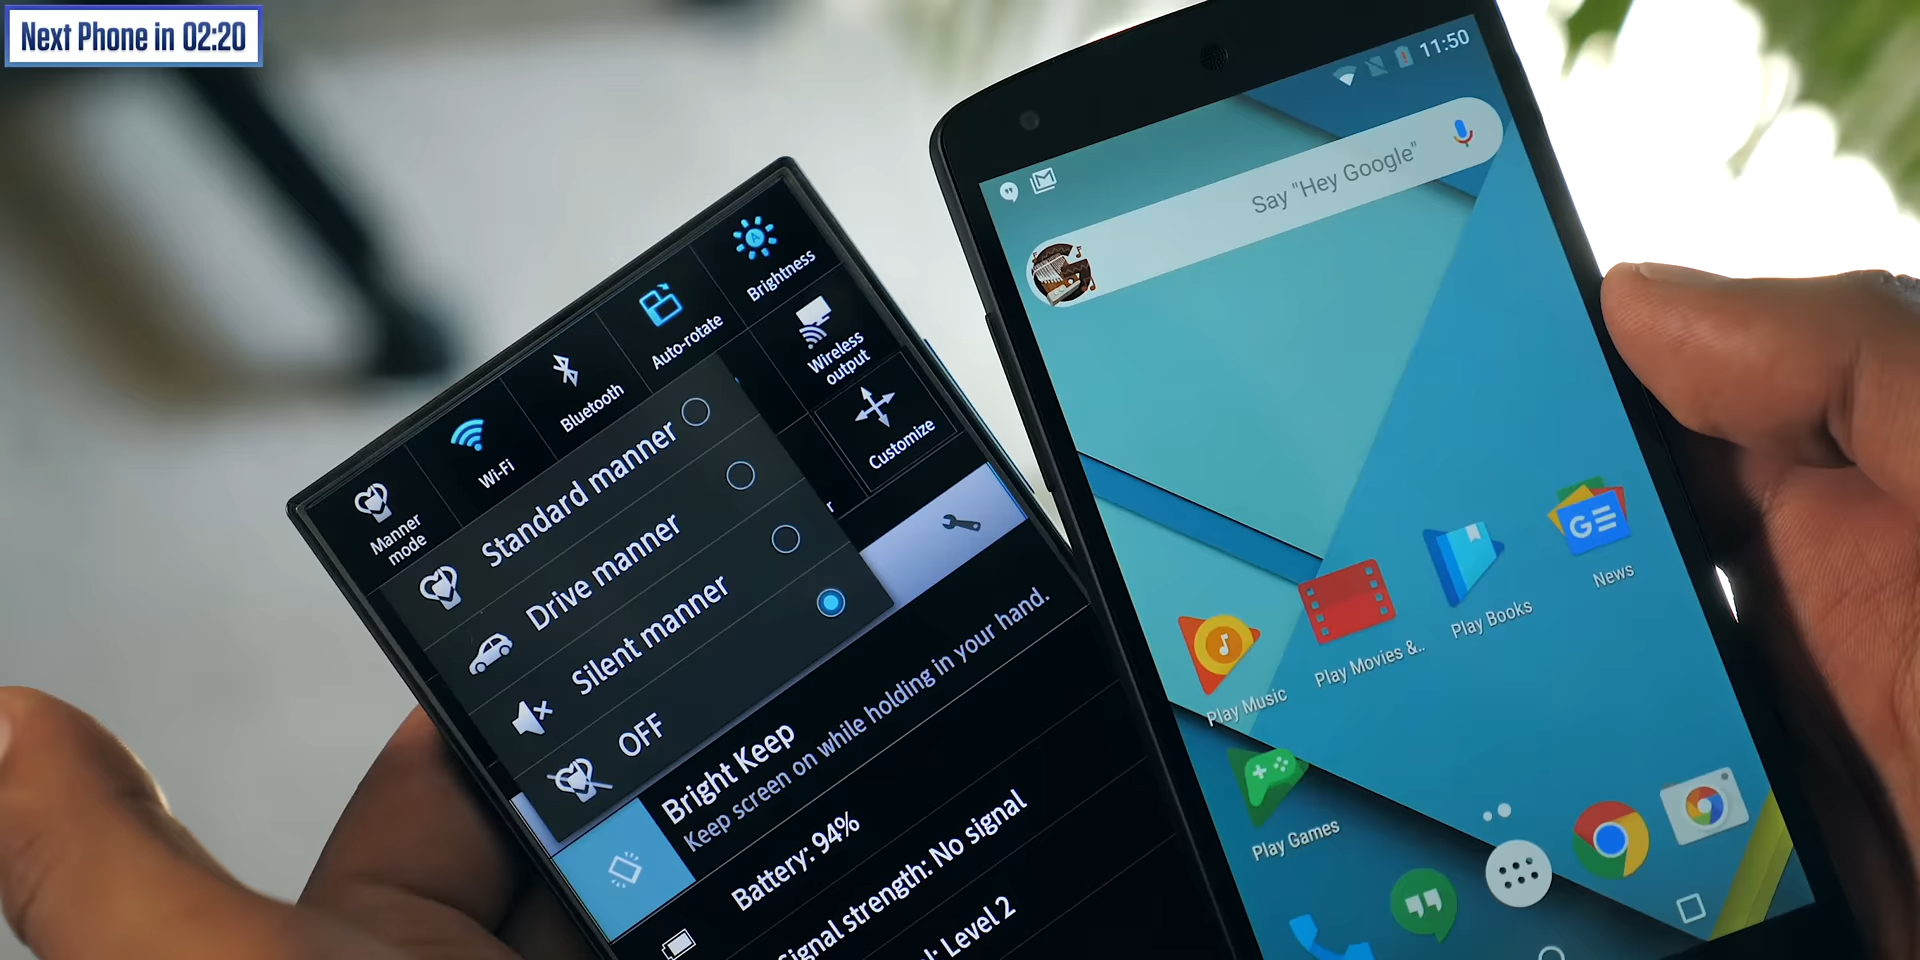 Next Phone in 02:20
Manner
mode
Wi-Fi
Bluetooth
Auto-rotate
Brightness
Wireless
output
Customize
Standard manner
Drive manner
Silent manner
OFF
Bright Keep
Keep screen on while holding in your hand.
Battery: 94%
Signal strength: No signal
Level 2
11:50
Say "Hey Google"
Play Music
Play Movies &..
Play Books
GE
News
Play Games